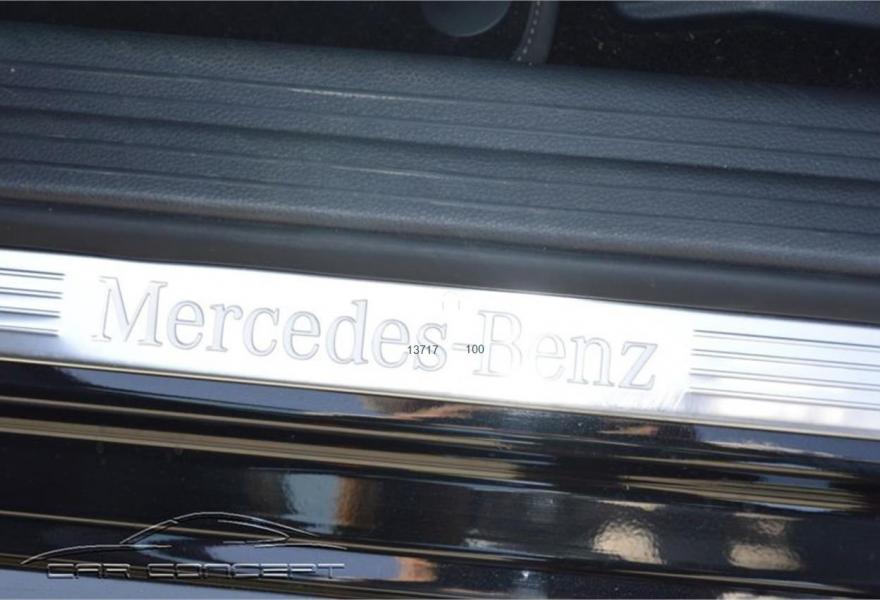 Mercedes-Benz
13717 100
CAR CONCEPT